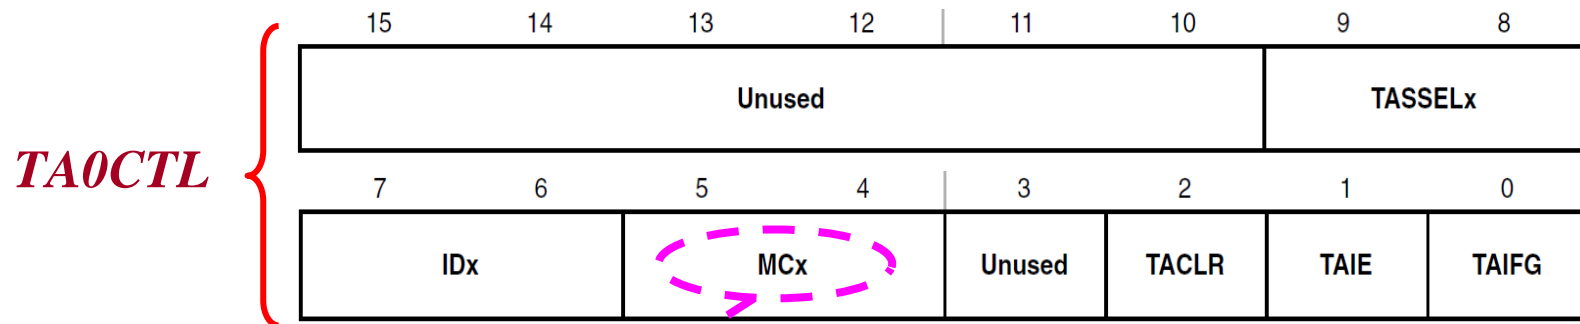 15 14 13 12 11 10 9 8
Unused TASSELx
TA0CTL
7 6 5 4 3 2 1 0
IDx MCx Unused TACLR TAIE TAIFG